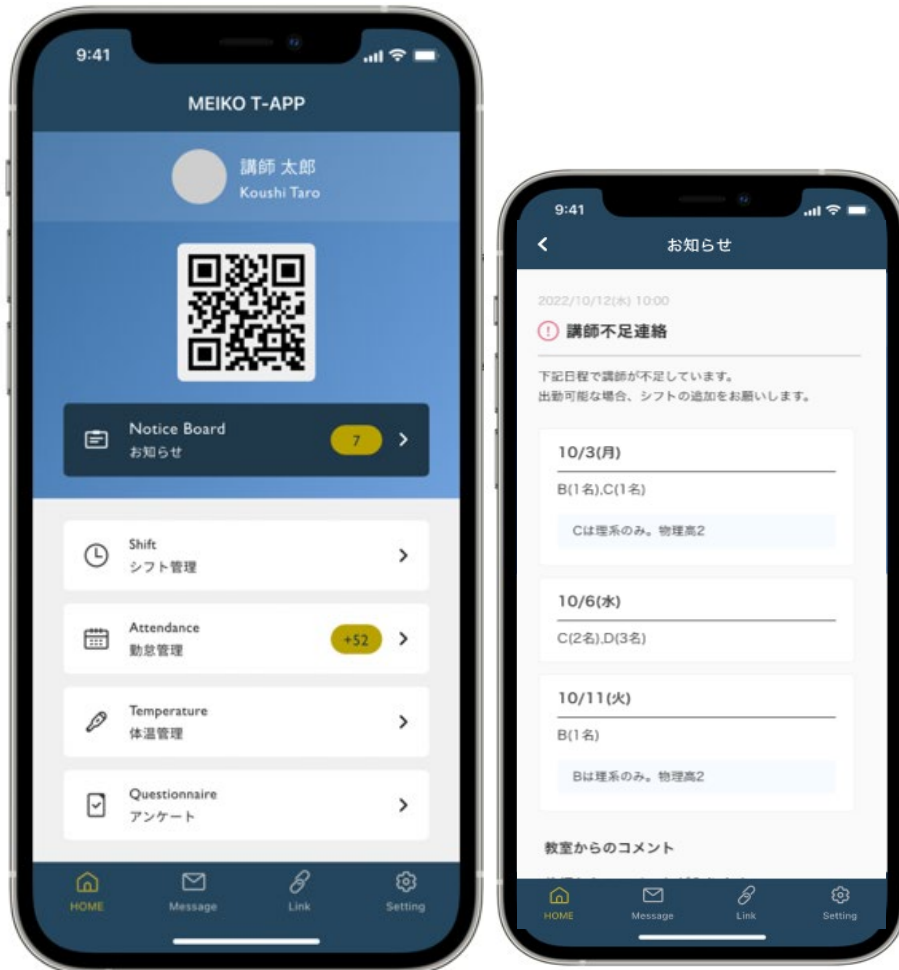 9:41
MEIKO T-APP
講師 太郎
Koushi Taro
Notice Board
お知らせ
7
Shift
シフト管理
Attendance
勤怠管理
+52
Temperature
体温管理
Questionnaire
アンケート
HOME
Message
Link
Setting
9:41
お知らせ
2022/10/12(水) 10:00
講師不足連絡
下記日程で講師が不足しています。
出勤可能な場合、シフトの追加をお願いします。
10/3(月)
B(1名),C(1名)
Cは理系のみ。物理高2
10/6(水)
C(2名),D(3名)
10/11(火)
B(1名)
Bは理系のみ。物理高2
教室からのコメント
HOME
Message
Link
Setting